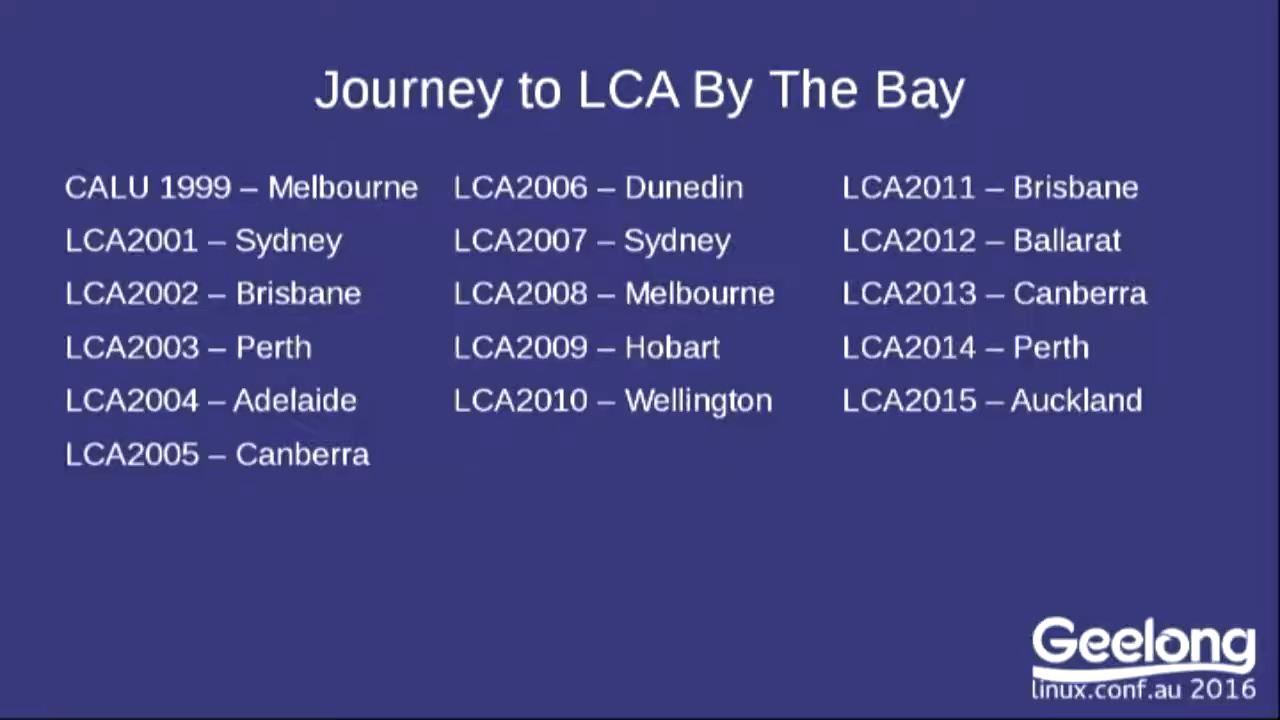 Journey to LCA By The Bay
CALU 1999 – Melbourne
LCA2001 – Sydney
LCA2002 – Brisbane
LCA2003 – Perth
LCA2004 – Adelaide
LCA2005 – Canberra
LCA2006 – Dunedin
LCA2007 – Sydney
LCA2008 – Melbourne
LCA2009 – Hobart
LCA2010 – Wellington
LCA2011 – Brisbane
LCA2012 – Ballarat
LCA2013 – Canberra
LCA2014 – Perth
LCA2015 – Auckland
Geelong
linux.conf.au 2016